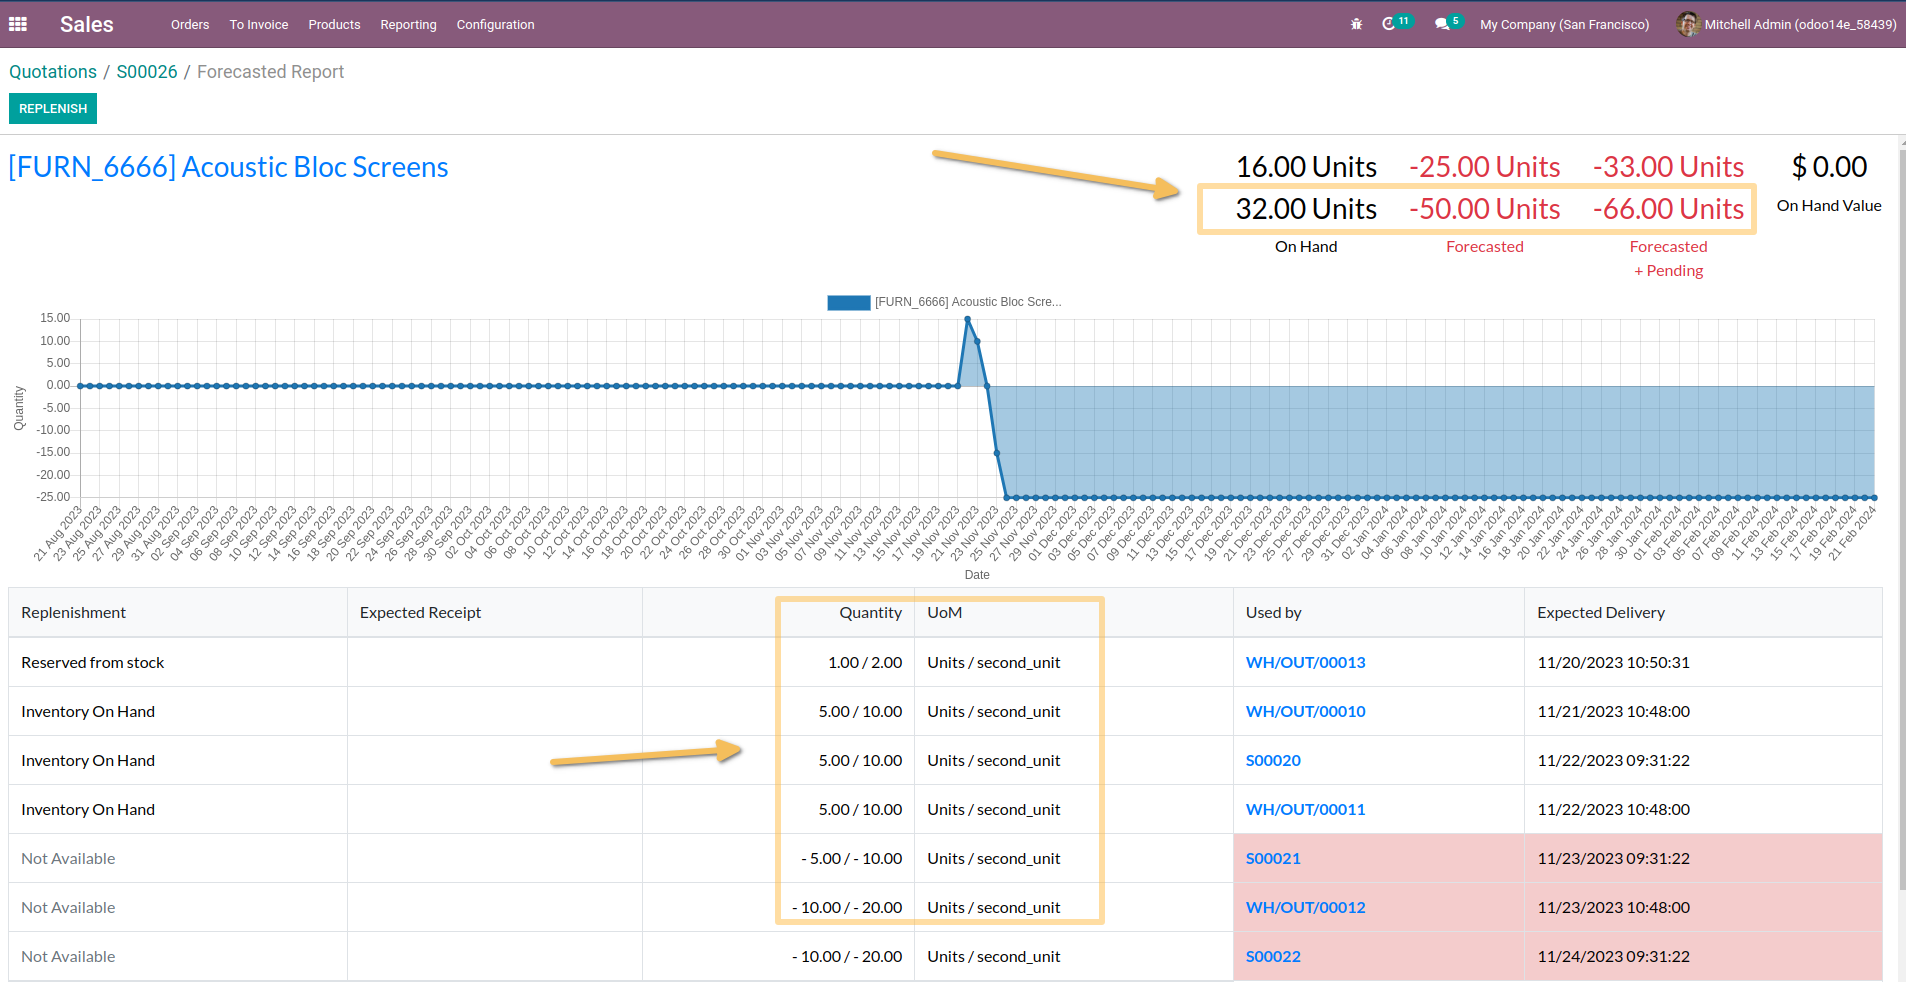 Sales Orders To Invoice Products Reporting Configuration 11 5 My Company (San Francisco) Mitchell Admin (odoo14e_58439)
Quotations / S00026 / Forecasted Report
REPLENISH
[FURN_6666] Acoustic Bloc Screens
16.00 Units -25.00 Units -33.00 Units $ 0.00
32.00 Units -50.00 Units -66.00 Units On Hand Value
On Hand Forecasted Forecasted
+ Pending
[FURN_6666] Acoustic Bloc Scre...
15.00
10.00
5.00
0.00
-5.00
-10.00
-15.00
-20.00
-25.00
Quantity
21 Aug 2023
23 Aug 2023
25 Aug 2023
27 Aug 2023
29 Aug 2023
31 Aug 2023
02 Sep 2023
04 Sep 2023
06 Sep 2023
08 Sep 2023
10 Sep 2023
12 Sep 2023
14 Sep 2023
16 Sep 2023
18 Sep 2023
20 Sep 2023
22 Sep 2023
24 Sep 2023
26 Sep 2023
28 Sep 2023
30 Sep 2023
02 Oct 2023
04 Oct 2023
06 Oct 2023
08 Oct 2023
10 Oct 2023
12 Oct 2023
14 Oct 2023
16 Oct 2023
18 Oct 2023
20 Oct 2023
22 Oct 2023
24 Oct 2023
26 Oct 2023
28 Oct 2023
30 Oct 2023
01 Nov 2023
03 Nov 2023
05 Nov 2023
07 Nov 2023
09 Nov 2023
11 Nov 2023
13 Nov 2023
15 Nov 2023
17 Nov 2023
19 Nov 2023
21 Nov 2023
23 Nov 2023
25 Nov 2023
27 Nov 2023
29 Nov 2023
01 Dec 2023
03 Dec 2023
05 Dec 2023
07 Dec 2023
09 Dec 2023
11 Dec 2023
13 Dec 2023
15 Dec 2023
17 Dec 2023
19 Dec 2023
21 Dec 2023
23 Dec 2023
25 Dec 2023
27 Dec 2023
29 Dec 2023
31 Dec 2023
02 Jan 2024
04 Jan 2024
06 Jan 2024
08 Jan 2024
10 Jan 2024
12 Jan 2024
14 Jan 2024
16 Jan 2024
18 Jan 2024
20 Jan 2024
22 Jan 2024
24 Jan 2024
26 Jan 2024
28 Jan 2024
30 Jan 2024
01 Feb 2024
03 Feb 2024
05 Feb 2024
07 Feb 2024
09 Feb 2024
11 Feb 2024
13 Feb 2024
15 Feb 2024
17 Feb 2024
19 Feb 2024
21 Feb 2024
Date
Replenishment Expected Receipt Quantity UoM Used by Expected Delivery
Reserved from stock 1.00 / 2.00 Units / second_unit WH/OUT/00013 11/20/2023 10:50:31
Inventory On Hand 5.00 / 10.00 Units / second_unit WH/OUT/00010 11/21/2023 10:48:00
Inventory On Hand 5.00 / 10.00 Units / second_unit S00020 11/22/2023 09:31:22
Inventory On Hand 5.00 / 10.00 Units / second_unit WH/OUT/00011 11/22/2023 10:48:00
Not Available - 5.00 / - 10.00 Units / second_unit S00021 11/23/2023 09:31:22
Not Available - 10.00 / - 20.00 Units / second_unit WH/OUT/00012 11/23/2023 10:48:00
Not Available - 10.00 / - 20.00 Units / second_unit S00022 11/24/2023 09:31:22